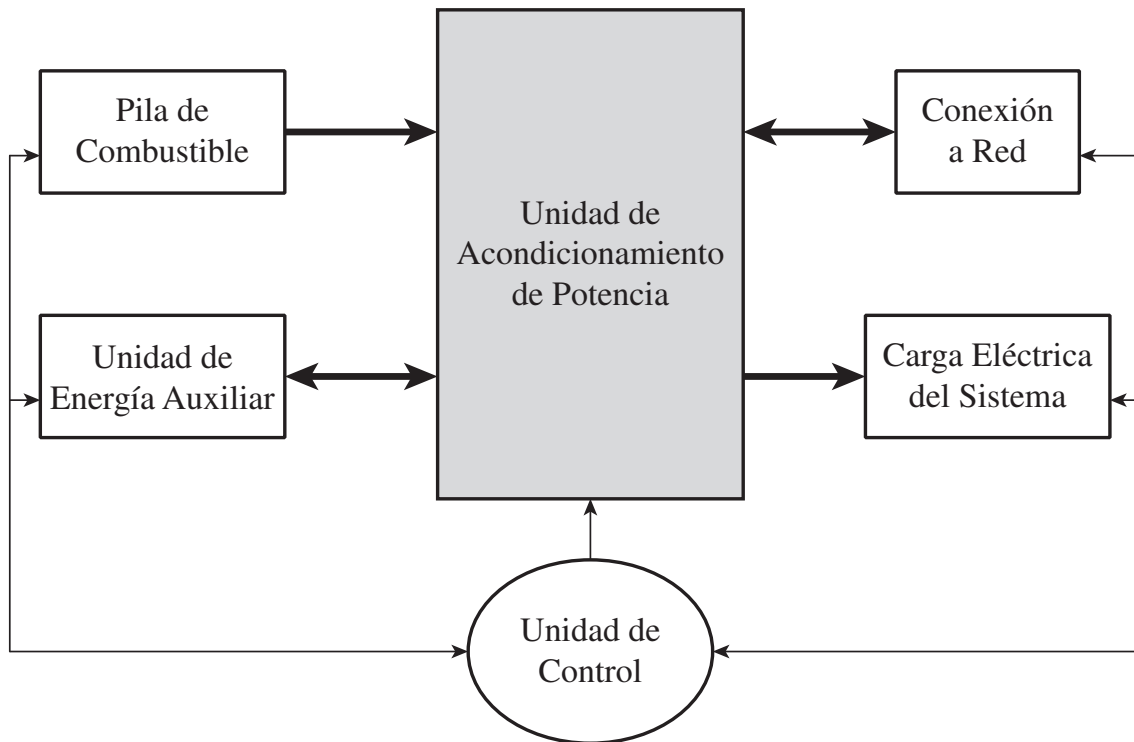 Pila de
Combustible
Unidad de
Energía Auxiliar
Unidad de
Acondicionamiento
de Potencia
Conexión
a Red
Carga Eléctrica
del Sistema
Unidad de
Control